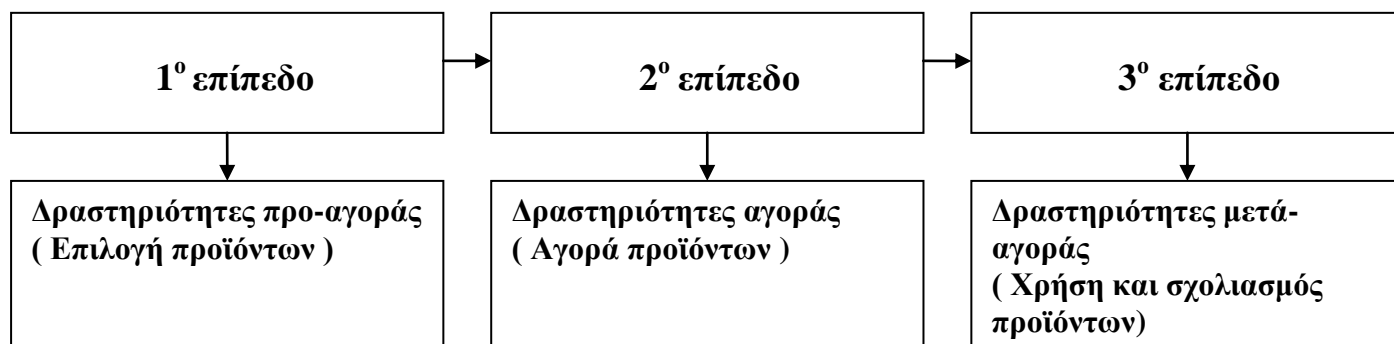 1ο επίπεδο
2ο επίπεδο
3ο επίπεδο
Δραστηριότητες προ-αγοράς
( Επιλογή προϊόντων )
Δραστηριότητες αγοράς
( Αγορά προϊόντων )
Δραστηριότητες μετά-
αγοράς
( Χρήση και σχολιασμός
προϊόντων)